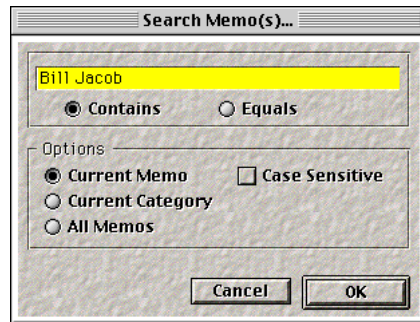 Search Memo(s)...
Bill Jacob
Contains Equals
Options
Current Memo Case Sensitive
Current Category
All Memos
Cancel OK